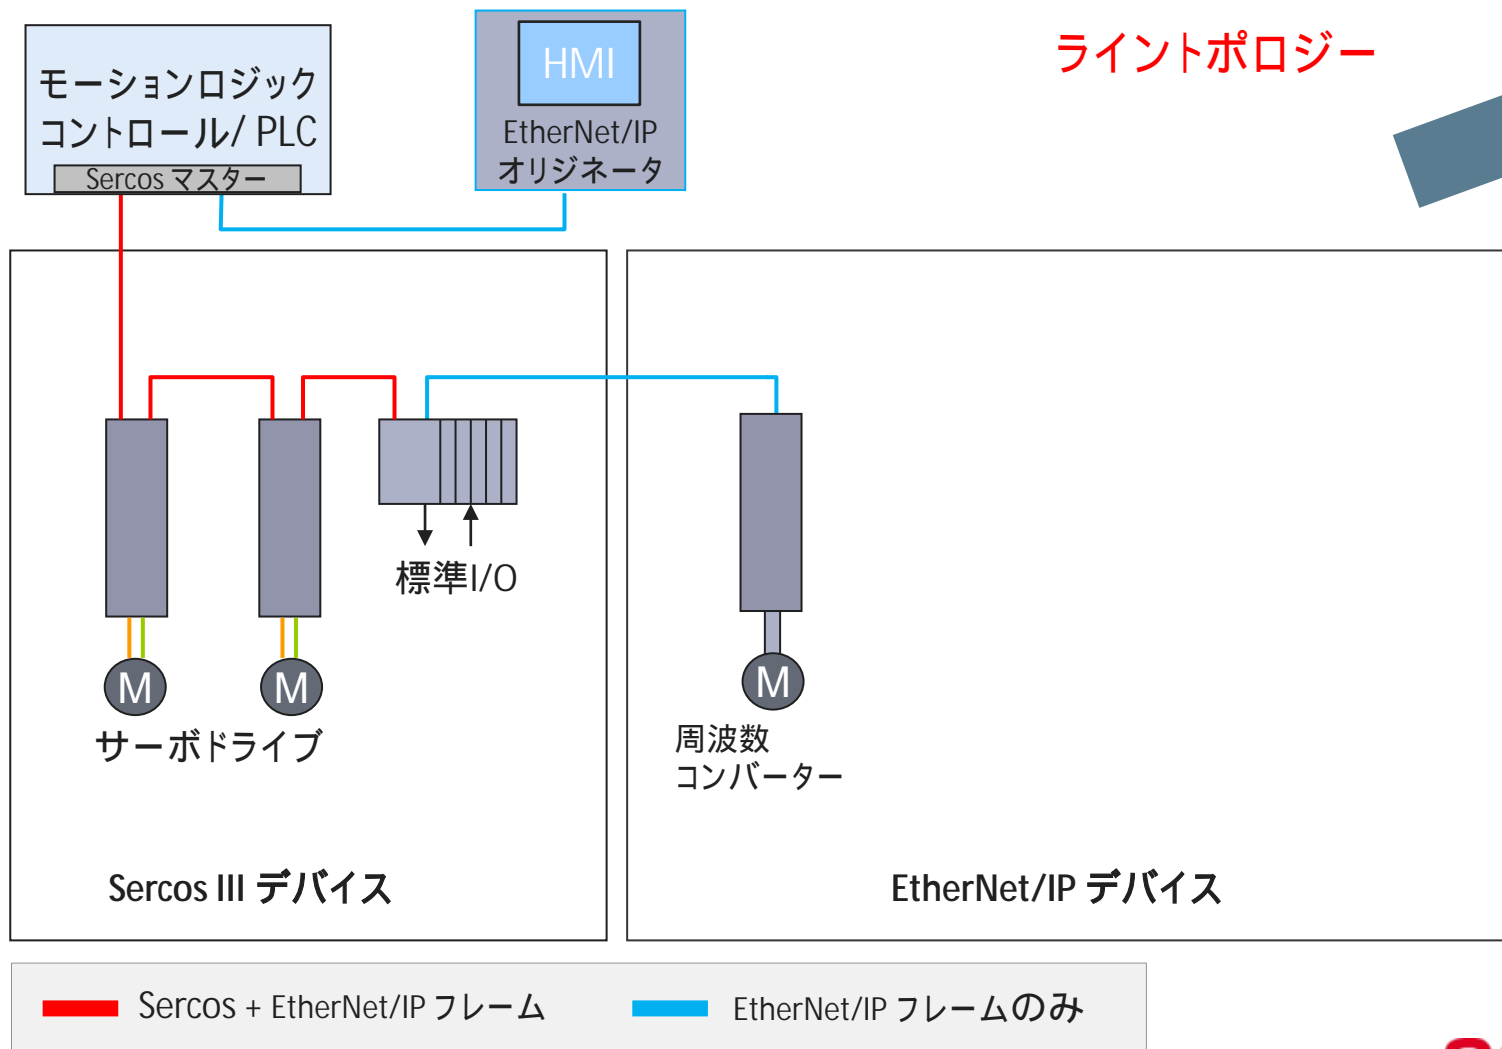 ライントポロジー
モーションロジック
コントロール/ PLC
Sercos マスター
HMI
EtherNet/IP
オリジネータ
標準I/O
M
M
サーボドライブ
M
周波数
コンバーター
Sercos III デバイス
EtherNet/IP デバイス
Sercos + EtherNet/IP フレーム
EtherNet/IP フレームのみ